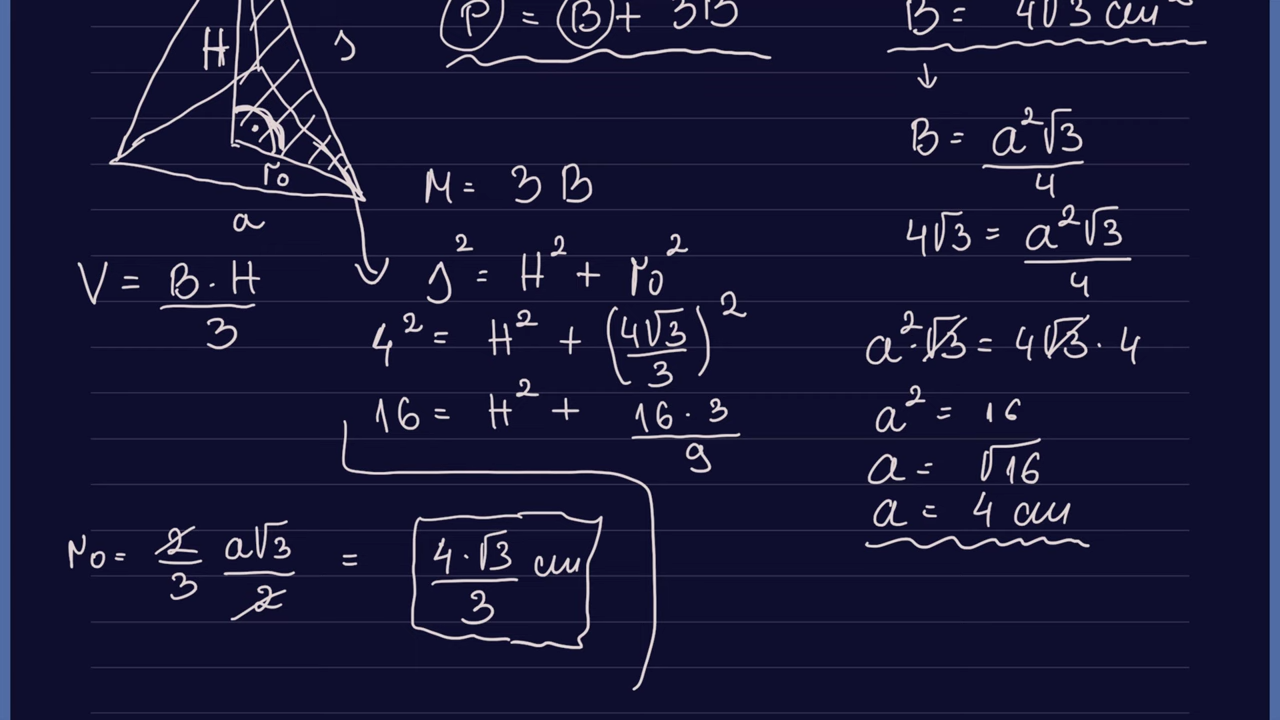 P = B + 3B
B = 4√3 cm²
H
s
r₀
a
V = B · H / 3
M = 3B
s² = H² + r₀²
4² = H² + (4√3 / 3)²
16 = H² + 16 · 3 / 9
r₀ = 2/3 a√3/2 = 4 · √3 / 3 cm
B = a²√3 / 4
4√3 = a²√3 / 4
a² · √3 = 4√3 · 4
a² = 16
a = √16
a = 4 cm